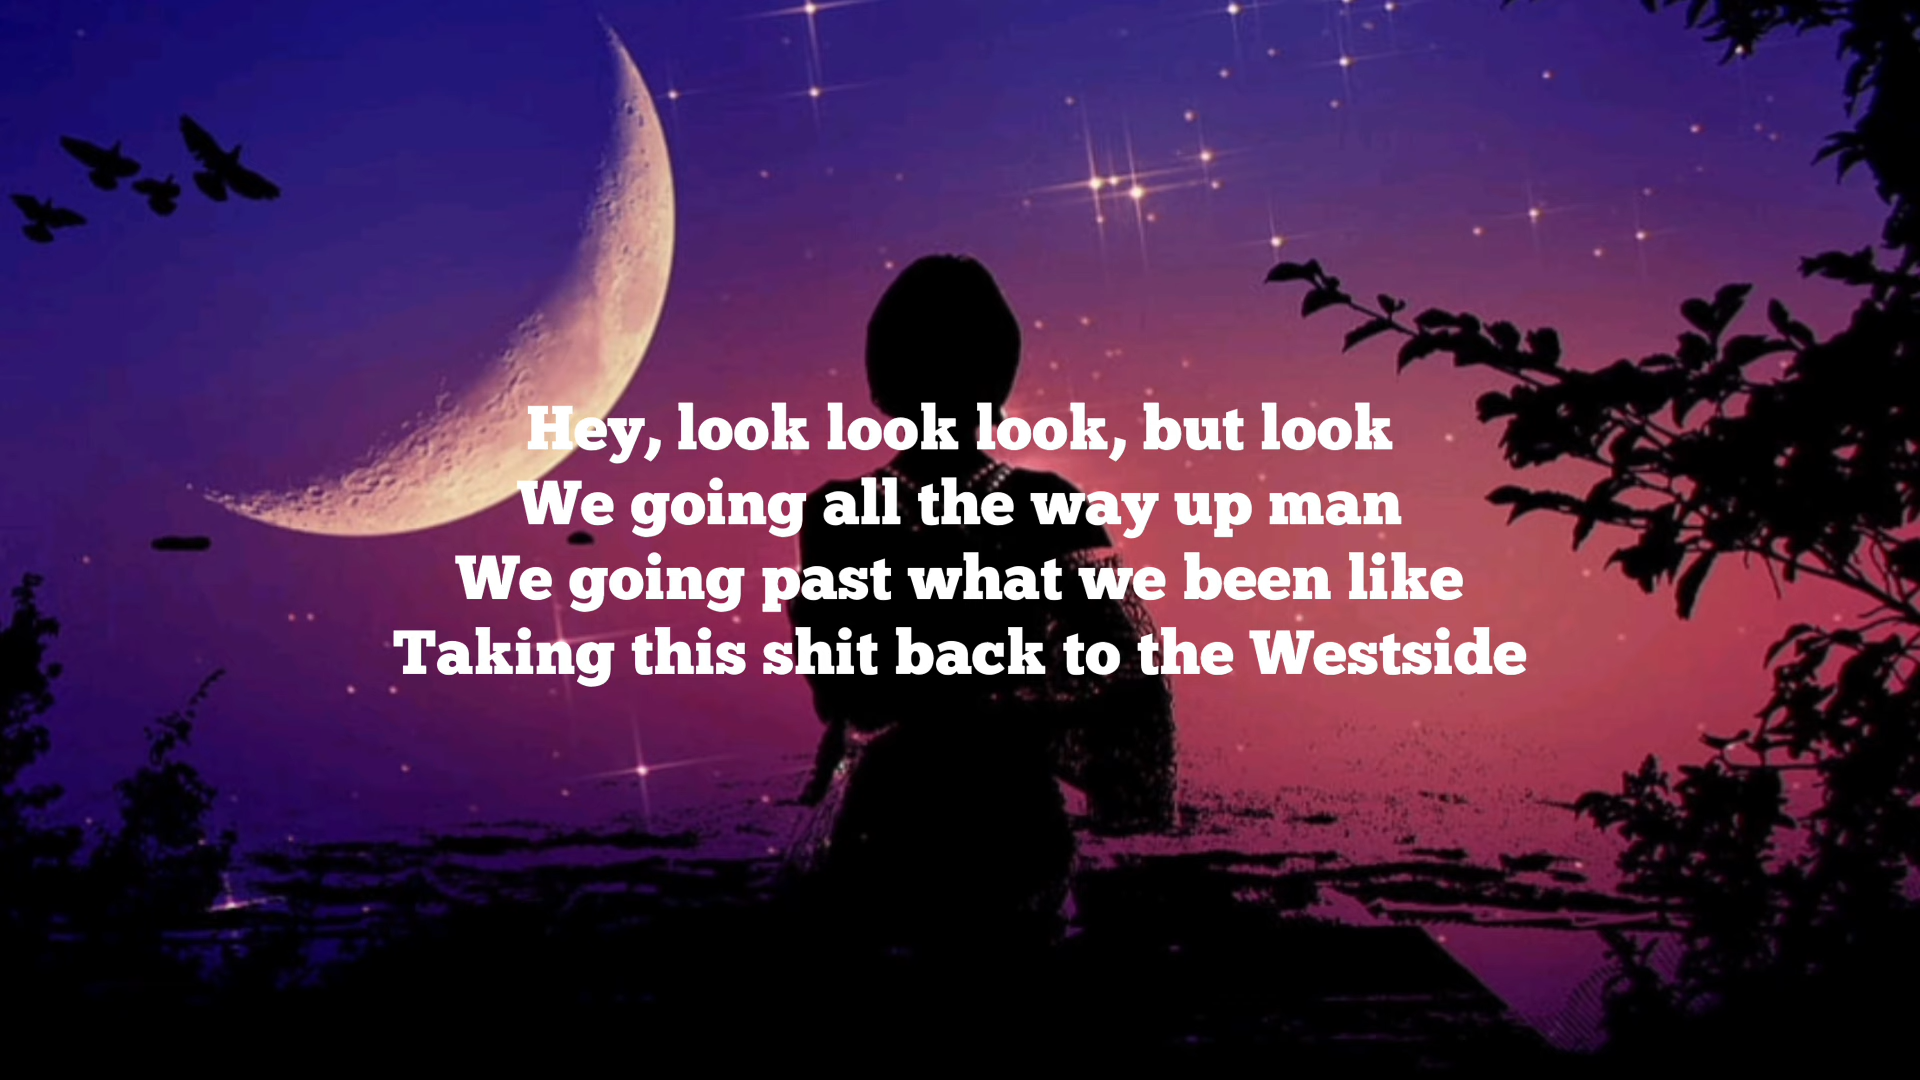 Hey, look look look, but look
We going all the way up man
We going past what we been like
Taking this shit back to the Westside